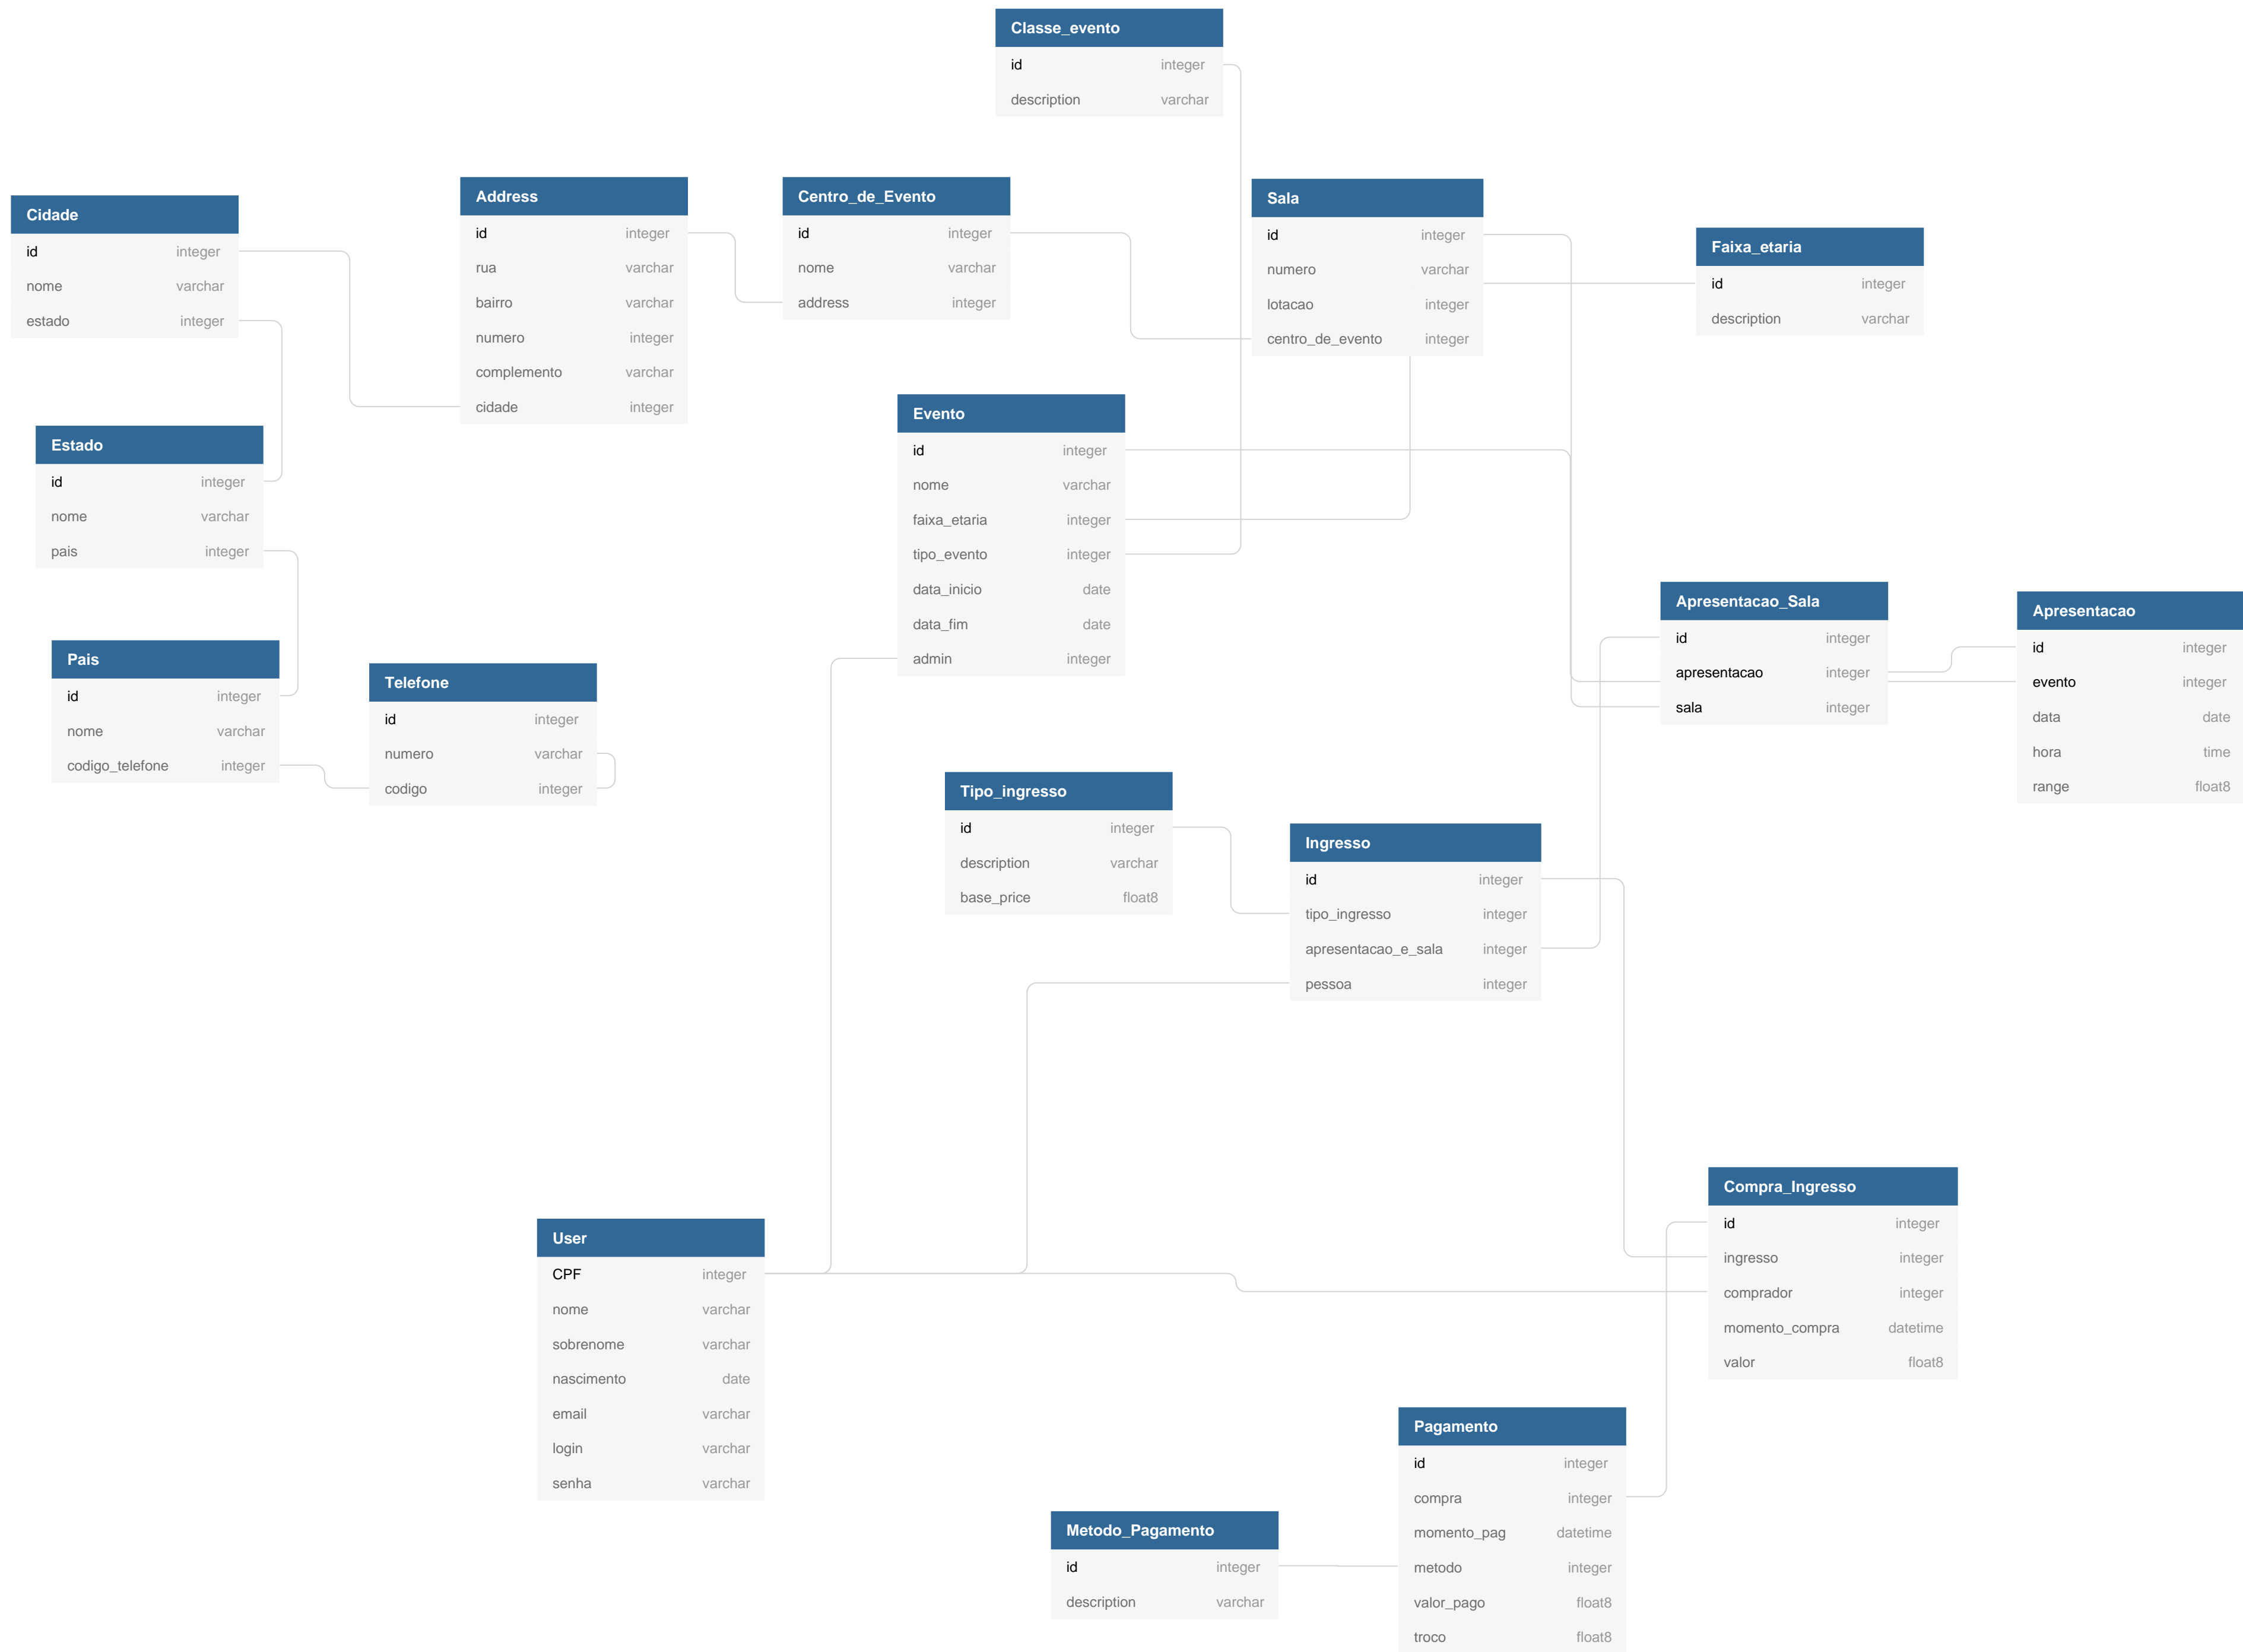 Classe_evento
id integer
description varchar
Cidade
id integer
nome varchar
estado integer
Address
id integer
rua varchar
bairro varchar
numero integer
complemento varchar
cidade integer
Centro_de_Evento
id integer
nome varchar
address integer
Sala
id integer
numero varchar
lotacao integer
centro_de_evento integer
Faixa_etaria
id integer
description varchar
Estado
id integer
nome varchar
pais integer
Evento
id integer
nome varchar
faixa_etaria integer
tipo_evento integer
data_inicio date
data_fim date
admin integer
Pais
id integer
nome varchar
codigo_telefone integer
Telefone
id integer
numero varchar
codigo integer
Apresentacao_Sala
id integer
apresentacao integer
sala integer
Apresentacao
id integer
evento integer
data date
hora time
range float8
Tipo_ingresso
id integer
description varchar
base_price float8
Ingresso
id integer
tipo_ingresso integer
apresentacao_e_sala integer
pessoa integer
User
CPF integer
nome varchar
sobrenome varchar
nascimento date
email varchar
login varchar
senha varchar
Compra_Ingresso
id integer
ingresso integer
comprador integer
momento_compra datetime
valor float8
Pagamento
id integer
compra integer
momento_pag datetime
metodo integer
valor_pago float8
troco float8
Metodo_Pagamento
id integer
description varchar